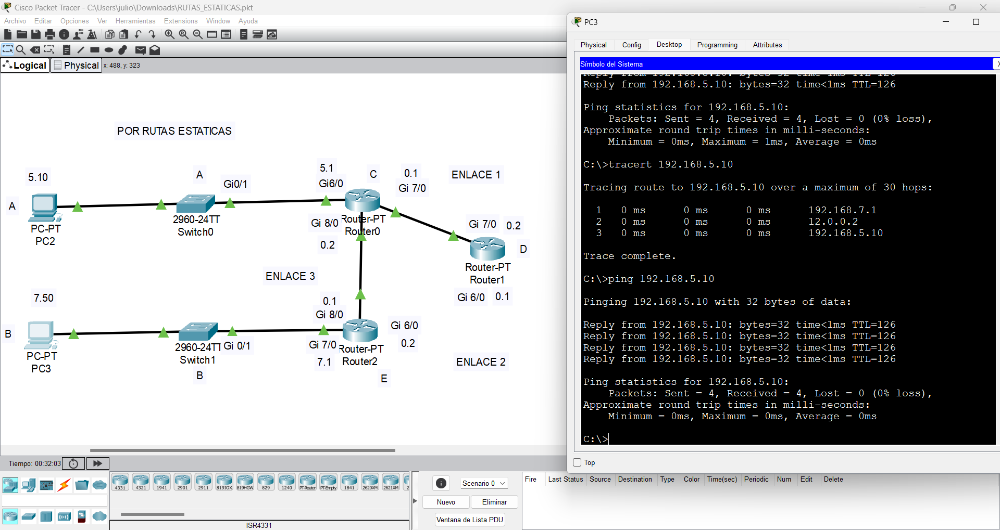 Cisco Packet Tracer - C:\Users\julio\Downloads\RUTAS_ESTATICAS.pkt
Archivo Editar Opciones Ver Herramientas Extensions Window Ayuda
Logical Physical x: 488, y: 323
POR RUTAS ESTATICAS
5.10
A
Gi0/1
5.1
Gi6/0
C
0.1
Gi 7/0
ENLACE 1
A
PC-PT
PC2
2960-24TT
Switch0
Gi 8/0
Router-PT
Router0
0.2
Gi 7/0
0.2
D
Router-PT
Router1
Gi 6/0
0.1
ENLACE 3
7.50
0.1
Gi 8/0
B
PC-PT
PC3
2960-24TT
Switch1
Gi 0/1
B
Gi 7/0
7.1
Router-PT
Router2
Gi 6/0
0.2
E
ENLACE 2
Tiempo: 00:32:03
4331 4321 1941 2901 2911 819IOX 819HGW 829 1240 PT-Router PT-Empty 1841 2620XM 2621XM 2
ISR4331
Scenario 0
Nuevo Eliminar
Ventana de Lista PDU
Fire Last Status Source Destination Type Color Time(sec) Periodic Num Edit Delete
PC3
Physical Config Desktop Programming Attributes
Símbolo del Sistema X
Reply from 192.168.5.10: bytes=32 time<1ms TTL=126
Reply from 192.168.5.10: bytes=32 time<1ms TTL=126
Ping statistics for 192.168.5.10:
Packets: Sent = 4, Received = 4, Lost = 0 (0% loss),
Approximate round trip times in milli-seconds:
Minimum = 0ms, Maximum = 1ms, Average = 0ms
C:\>tracert 192.168.5.10
Tracing route to 192.168.5.10 over a maximum of 30 hops:
1 0 ms 0 ms 0 ms 192.168.7.1
2 0 ms 0 ms 0 ms 12.0.0.2
3 0 ms 0 ms 0 ms 192.168.5.10
Trace complete.
C:\>ping 192.168.5.10
Pinging 192.168.5.10 with 32 bytes of data:
Reply from 192.168.5.10: bytes=32 time<1ms TTL=126
Reply from 192.168.5.10: bytes=32 time<1ms TTL=126
Reply from 192.168.5.10: bytes=32 time<1ms TTL=126
Reply from 192.168.5.10: bytes=32 time<1ms TTL=126
Ping statistics for 192.168.5.10:
Packets: Sent = 4, Received = 4, Lost = 0 (0% loss),
Approximate round trip times in milli-seconds:
Minimum = 0ms, Maximum = 0ms, Average = 0ms
C:\>
Top